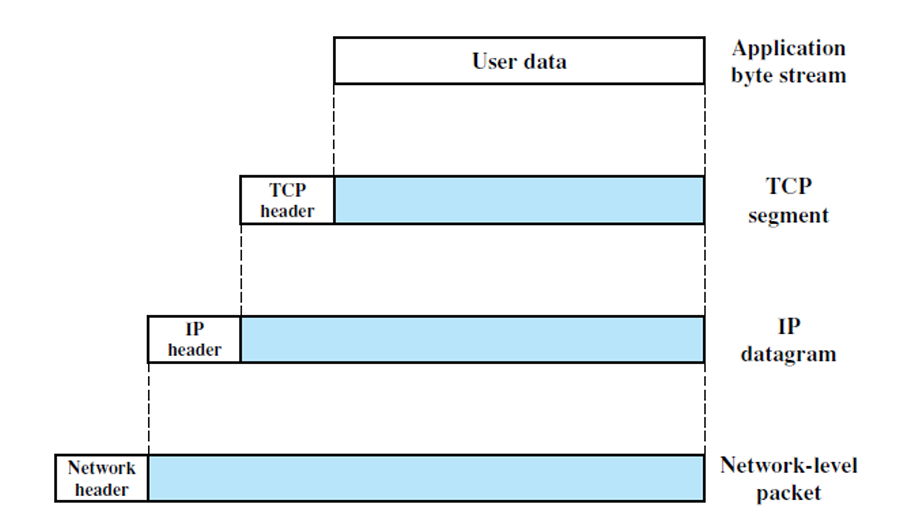 User data
Application
byte stream
TCP
header
TCP
segment
IP
header
IP
datagram
Network
header
Network-level
packet